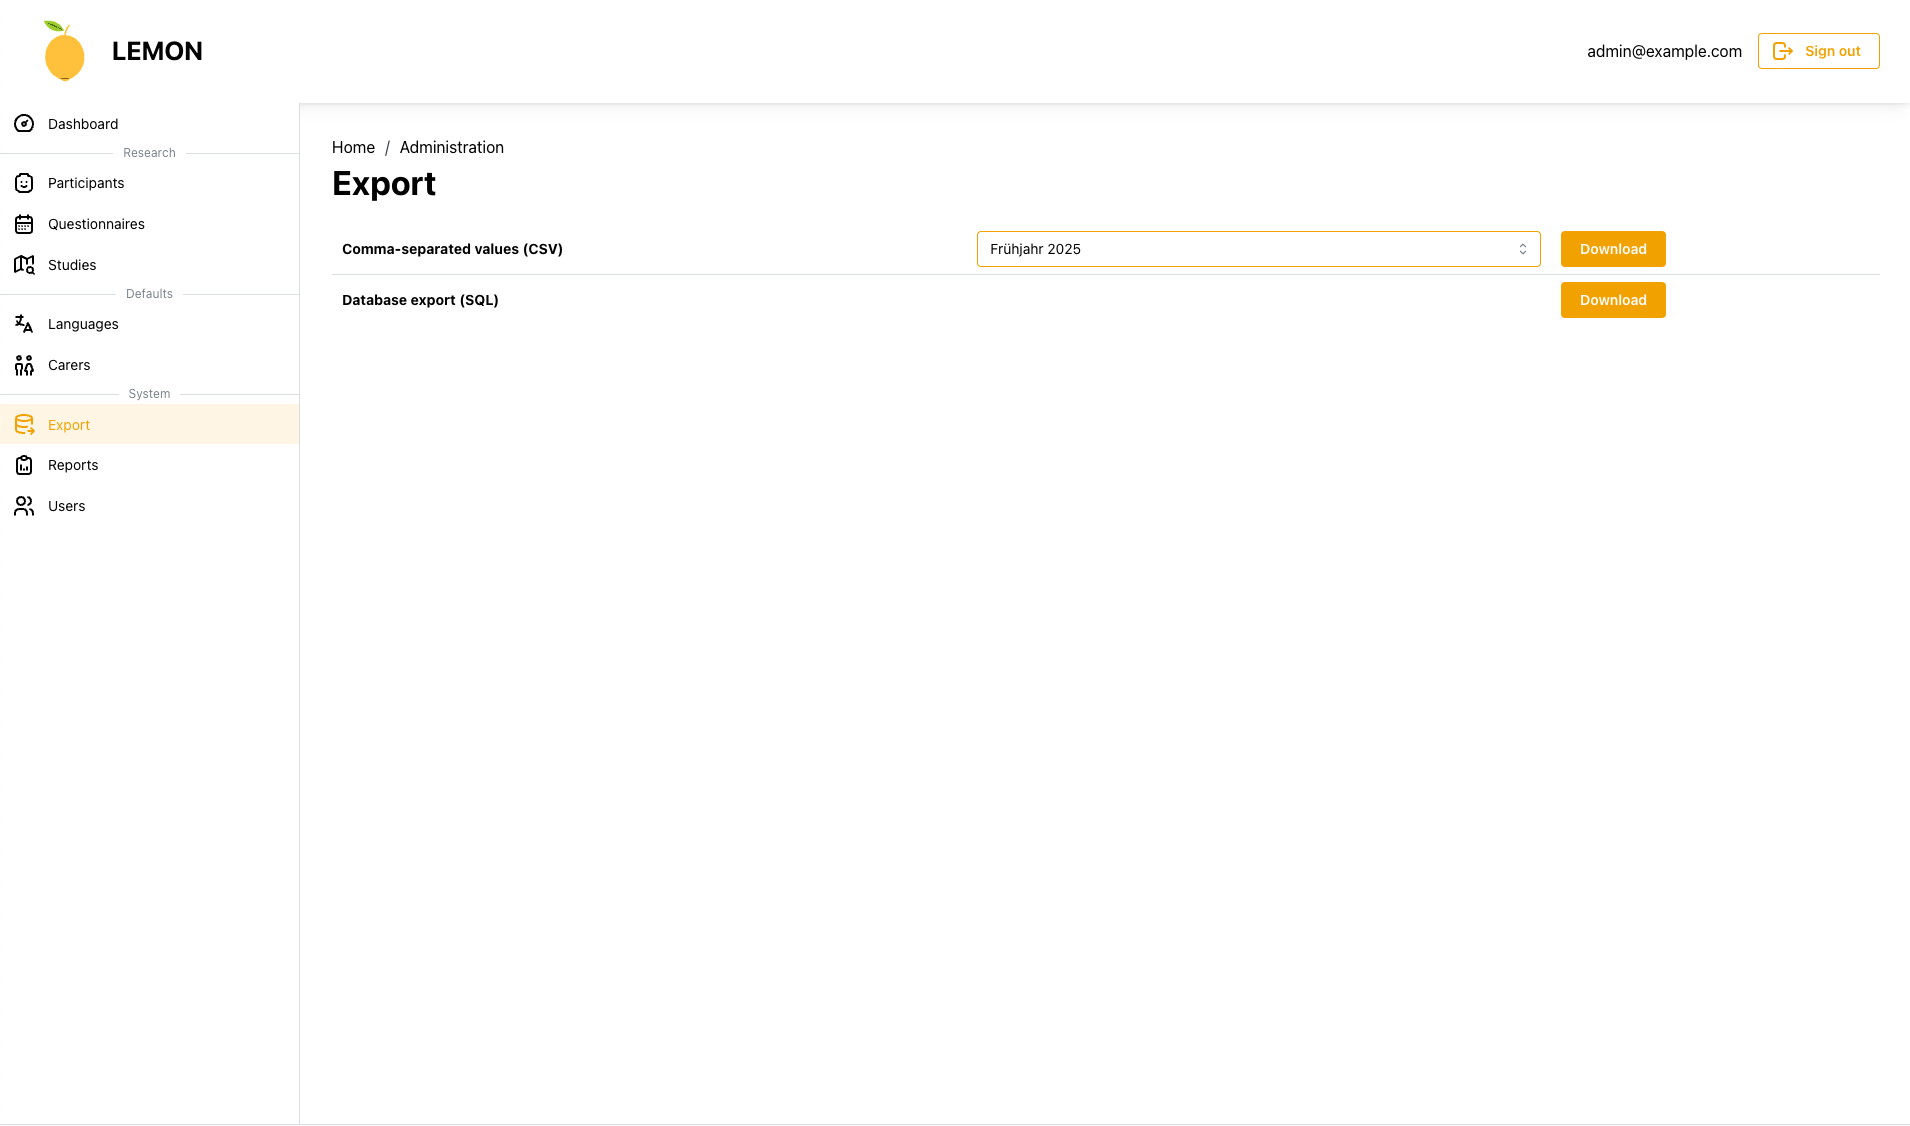 LEMON
admin@example.com
Sign out
Dashboard
Research
Participants
Questionnaires
Studies
Defaults
Languages
Carers
System
Export
Reports
Users
Home / Administration
Export
Comma-separated values (CSV)
Frühjahr 2025
Download
Database export (SQL)
Download